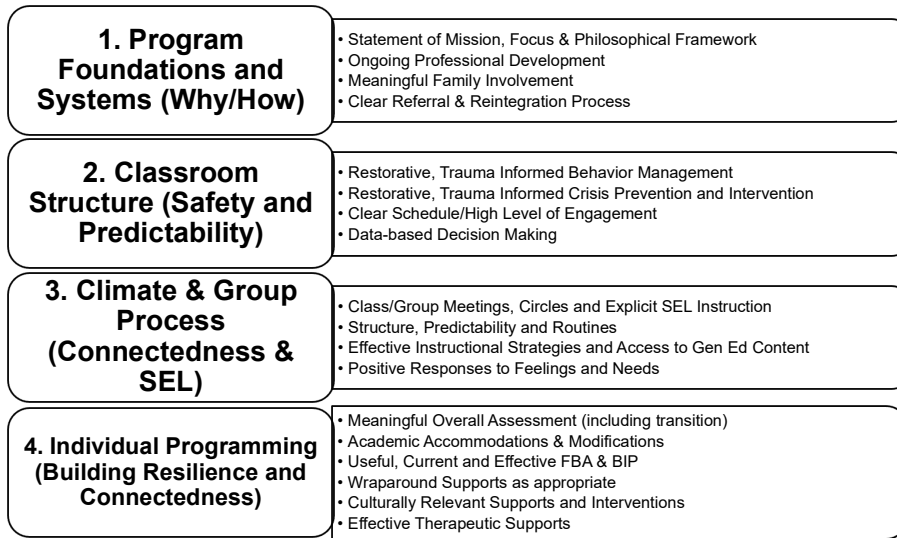 1. Program
Foundations and
Systems (Why/How)
• Statement of Mission, Focus & Philosophical Framework
• Ongoing Professional Development
• Meaningful Family Involvement
• Clear Referral & Reintegration Process
2. Classroom
Structure (Safety and
Predictability)
• Restorative, Trauma Informed Behavior Management
• Restorative, Trauma Informed Crisis Prevention and Intervention
• Clear Schedule/High Level of Engagement
• Data-based Decision Making
3. Climate & Group
Process
(Connectedness &
SEL)
• Class/Group Meetings, Circles and Explicit SEL Instruction
• Structure, Predictability and Routines
• Effective Instructional Strategies and Access to Gen Ed Content
• Positive Responses to Feelings and Needs
4. Individual Programming
(Building Resilience and
Connectedness)
• Meaningful Overall Assessment (including transition)
• Academic Accommodations & Modifications
• Useful, Current and Effective FBA & BIP
• Wraparound Supports as appropriate
• Culturally Relevant Supports and Interventions
• Effective Therapeutic Supports